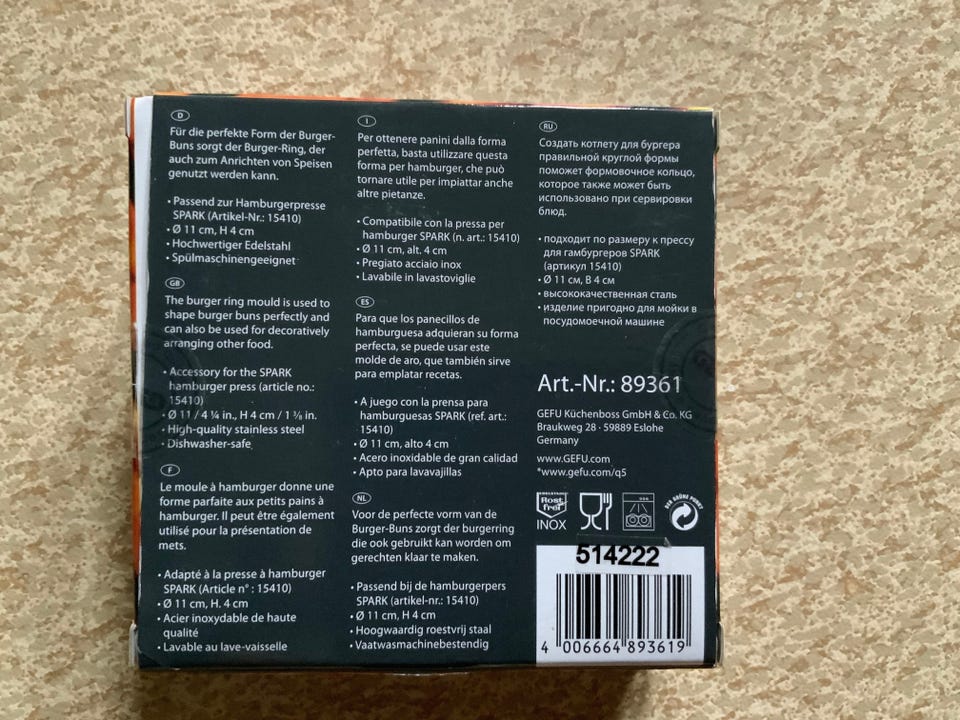 D
Für die perfekte Form der Burger-
Buns sorgt der Burger-Ring, der
auch zum Anrichten von Speisen
genutzt werden kann.
• Passend zur Hamburgerpresse
SPARK (Artikel-Nr.: 15410)
• Ø 11 cm, H 4 cm
• Hochwertiger Edelstahl
• Spülmaschinengeeignet
GB
The burger ring mould is used to
shape burger buns perfectly and
can also be used for decoratively
arranging other food.
• Accessory for the SPARK
hamburger press (article no.:
15410)
• Ø 11 / 4 ¼ in., H 4 cm / 1 ⅝ in.
• High-quality stainless steel
• Dishwasher-safe
F
Le moule à hamburger donne une
forme parfaite aux petits pains à
hamburger. Il peut être également
utilisé pour la présentation de
mets.
• Adapté à la presse à hamburger
SPARK (Article n° : 15410)
• Ø 11 cm, H. 4 cm
• Acier inoxydable de haute
qualité
• Lavable au lave-vaisselle
I
Per ottenere panini dalla forma
perfetta, basta utilizzare questa
forma per hamburger, che può
tornare utile per impiattar anche
altre pietanze.
• Compatibile con la pressa per
hamburger SPARK (n. art.: 15410)
• Ø 11 cm, alt. 4 cm
• Pregiato acciaio inox
• Lavabile in lavastoviglie
ES
Para que los panecillos de
hamburguesa adquieran su forma
perfecta, se puede usar este
molde de aro, que también sirve
para emplatar recetas.
• A juego con la prensa para
hamburguesas SPARK (ref. art.:
15410)
• Ø 11 cm, alto 4 cm
• Acero inoxidable de gran calidad
• Apto para lavavajillas
NL
Voor de perfecte vorm van de
Burger-Buns zorgt der burgerring
die ook gebruikt kan worden om
gerechten klaar te maken.
• Passend bij de hamburgerpers
SPARK (artikel-nr.: 15410)
• Ø 11 cm, H 4 cm
• Hoogwaardig roestvrij staal
• Vaatwasmachinebestendig
RU
Создать котлету для бургера
правильной круглой формы
поможет формовочное кольцо,
которое также может быть
использовано при сервировки
блюд.
• подходит по размеру к прессу
для гамбургеров SPARK
(артикул 15410)
• Ø 11 см, В 4 см
• высококачественная сталь
• изделие пригодно для мойки в
посудомоечной машине
Art.-Nr.: 89361
GEFU Küchenboss GmbH & Co. KG
Braukweg 28 · 59889 Eslohe
Germany
www.GEFU.com
*www.gefu.com/q5
EDELSTAHL
Rost
frei
INOX
DER GRÜNE PUNKT
514222
4 006664 893619